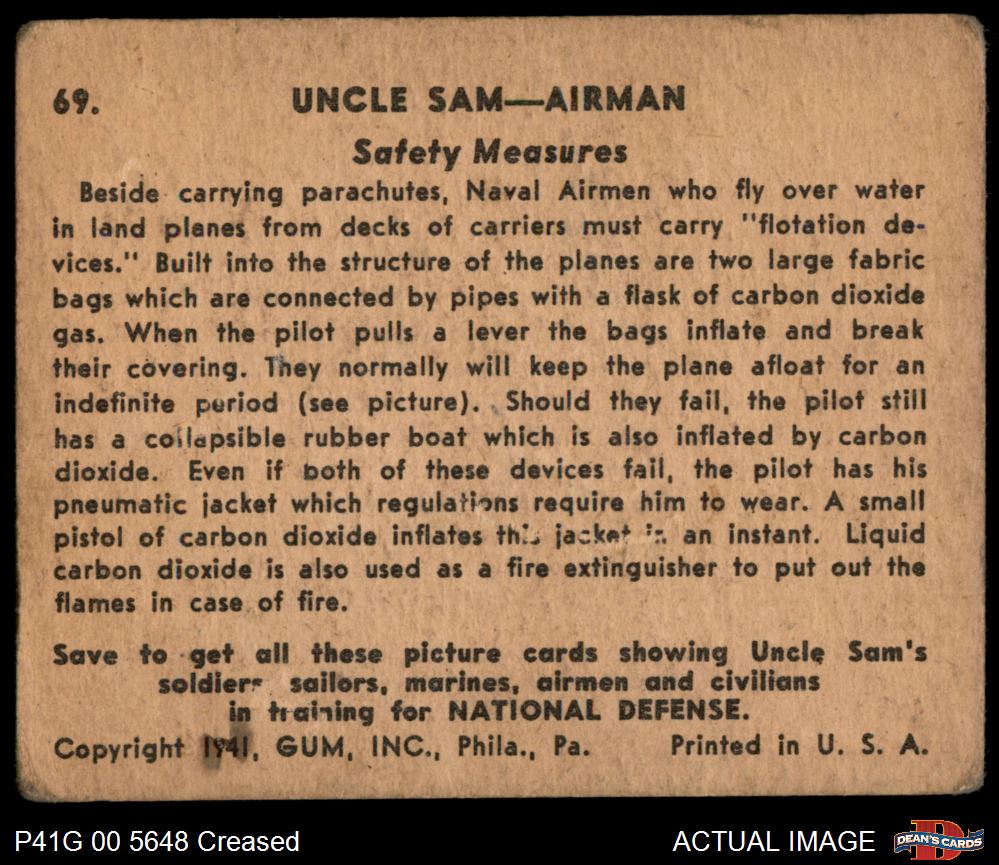 69. UNCLE SAM—AIRMAN
Safety Measures
Beside carrying parachutes, Naval Airmen who fly over water
in land planes from decks of carriers must carry "flotation de-
vices." Built into the structure of the planes are two large fabric
bags which are connected by pipes with a flask of carbon dioxide
gas. When the pilot pulls a lever the bags inflate and break
their covering. They normally will keep the plane afloat for an
indefinite period (see picture). Should they fail, the pilot still
has a collapsible rubber boat which is also inflated by carbon
dioxide. Even if both of these devices fail, the pilot has his
pneumatic jacket which regulations require him to wear. A small
pistol of carbon dioxide inflates this jacket in an instant. Liquid
carbon dioxide is also used as a fire extinguisher to put out the
flames in case of fire.
Save to get all these picture cards showing Uncle Sam's
soldiers sailors, marines, airmen and civilians
in training for NATIONAL DEFENSE.
Copyright 1941, GUM, INC., Phila., Pa. Printed in U. S. A.
P41G 00 5648 Creased
ACTUAL IMAGE
D
DEAN'S CARDS